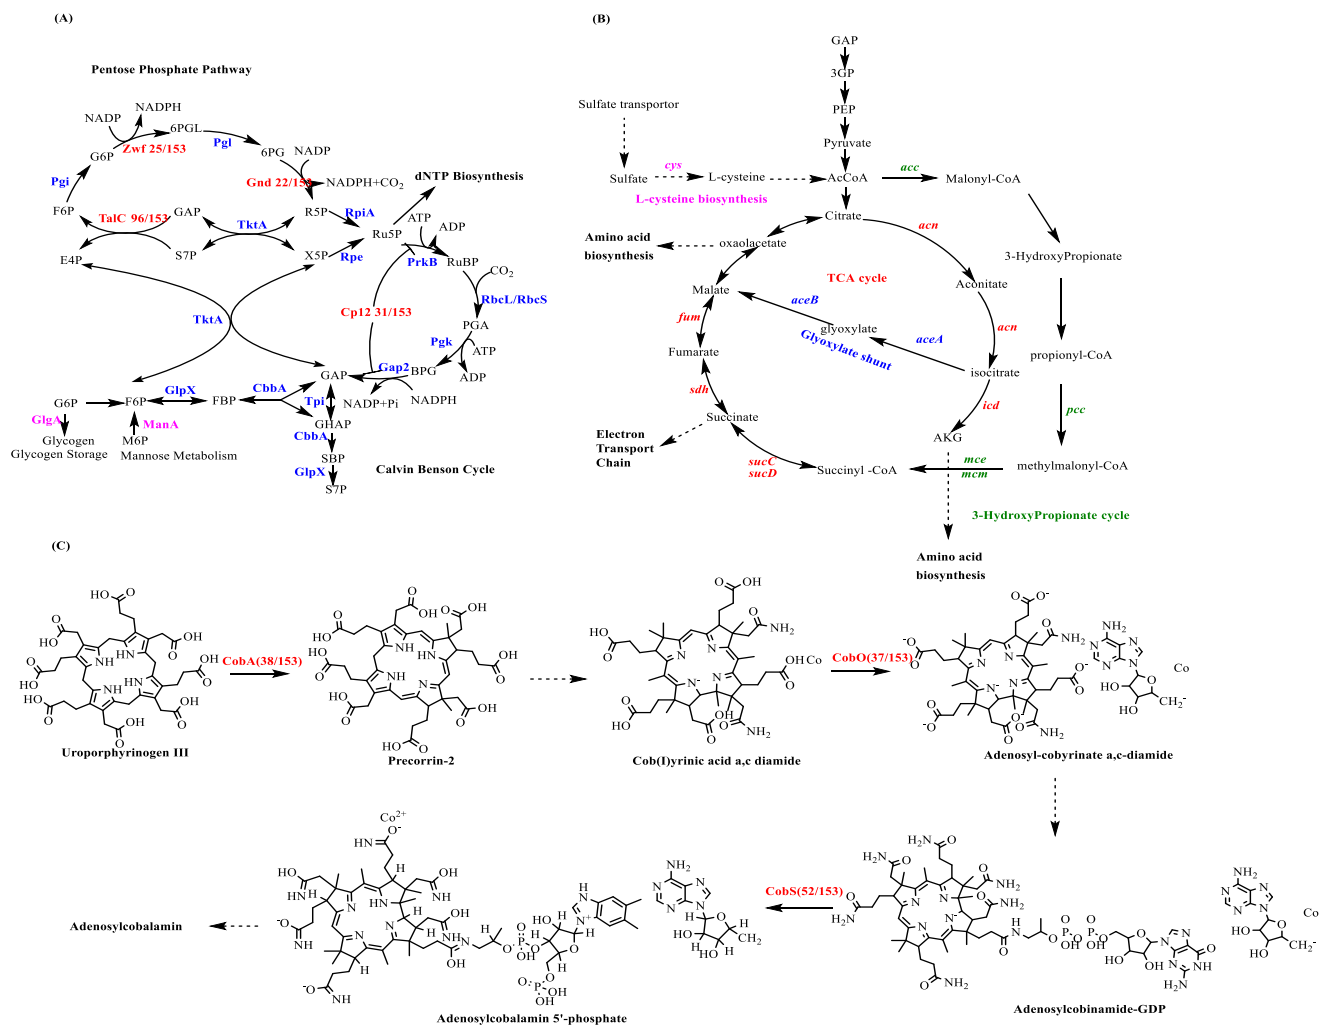 (A)
Pentose Phosphate Pathway
NADP
NADPH
6PGL
Pgl
Zwf 25/153
G6P
6PG
NADP
Pgi
Gnd 22/153
NADPH+CO2
dNTP Biosynthesis
F6P
TalC 96/153
GAP
TktA
R5P
RpiA
ATP
ADP
Ru5P
E4P
S7P
X5P
Rpe
PrkB
RuBP
CO2
RbcL/RbcS
TktA
Cp12 31/153
PGA
Pgk
ATP
ADP
GlpX
CbbA
GAP
Gap2
BPG
G6P
F6P
FBP
Tpi
NADP+Pi
NADPH
GlgA
ManA
GHAP
Glycogen
M6P
CbbA
Glycogen Storage
Mannose Metabolism
SBP
Calvin Benson Cycle
GlpX
S7P
(B)
GAP
3GP
PEP
Pyruvate
Sulfate transportor
cys
acc
Sulfate
L-cysteine
AcCOA
Malonyl-CoA
L-cysteine biosynthesis
Citrate
acn
Amino acid
biosynthesis
oxaolacetate
3-HydroxyPropionate
TCA cycle
Aconitate
Malate
aceB
fum
glyoxylate
aceA
acn
Glyoxylate shunt
Fumarate
propionyl-CoA
isocitrate
sdh
icd
pcc
Succinate
AKG
Electron
Transport
Chain
sucC
sucD
Succinyl -CoA
mce
mcm
methylmalonyl-CoA
3-HydroxyPropionate cycle
Amino acid
biosynthesis
(C)
CobA(38/153)
CobO(37/153)
Uroporphyrinogen III
Precorrin-2
Cob(I)yrinic acid a,c diamide
Adenosyl-cobyrinate a,c-diamide
CobS(52/153)
Adenosylcobalamin
Adenosylcobalamin 5'-phosphate
Adenosylcobinamide-GDP